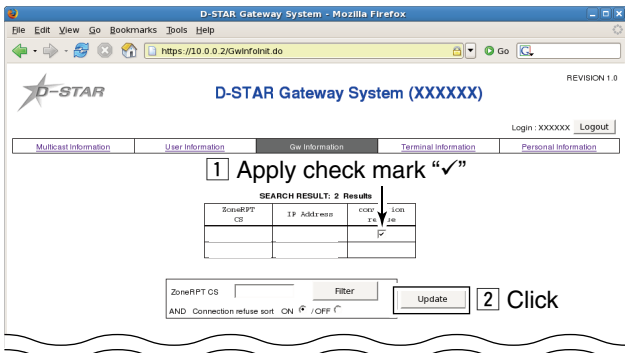 D-STAR Gateway System - Mozilla Firefox
File Edit View Go Bookmarks Tools Help
https://10.0.0.2/GwInfoInit.do Go G
REVISION 1.0
D-STAR
D-STAR Gateway System (XXXXXX)
Login : XXXXXX Logout
Multicast Information User Information Gw Information Terminal Information Personal Information
1 Apply check mark “✓”
SEARCH RESULT: 2 Results
ZoneRPT CS IP Address
ZoneRPT CS Filter
AND Connection refuse sort ON / OFF
Update
2 Click